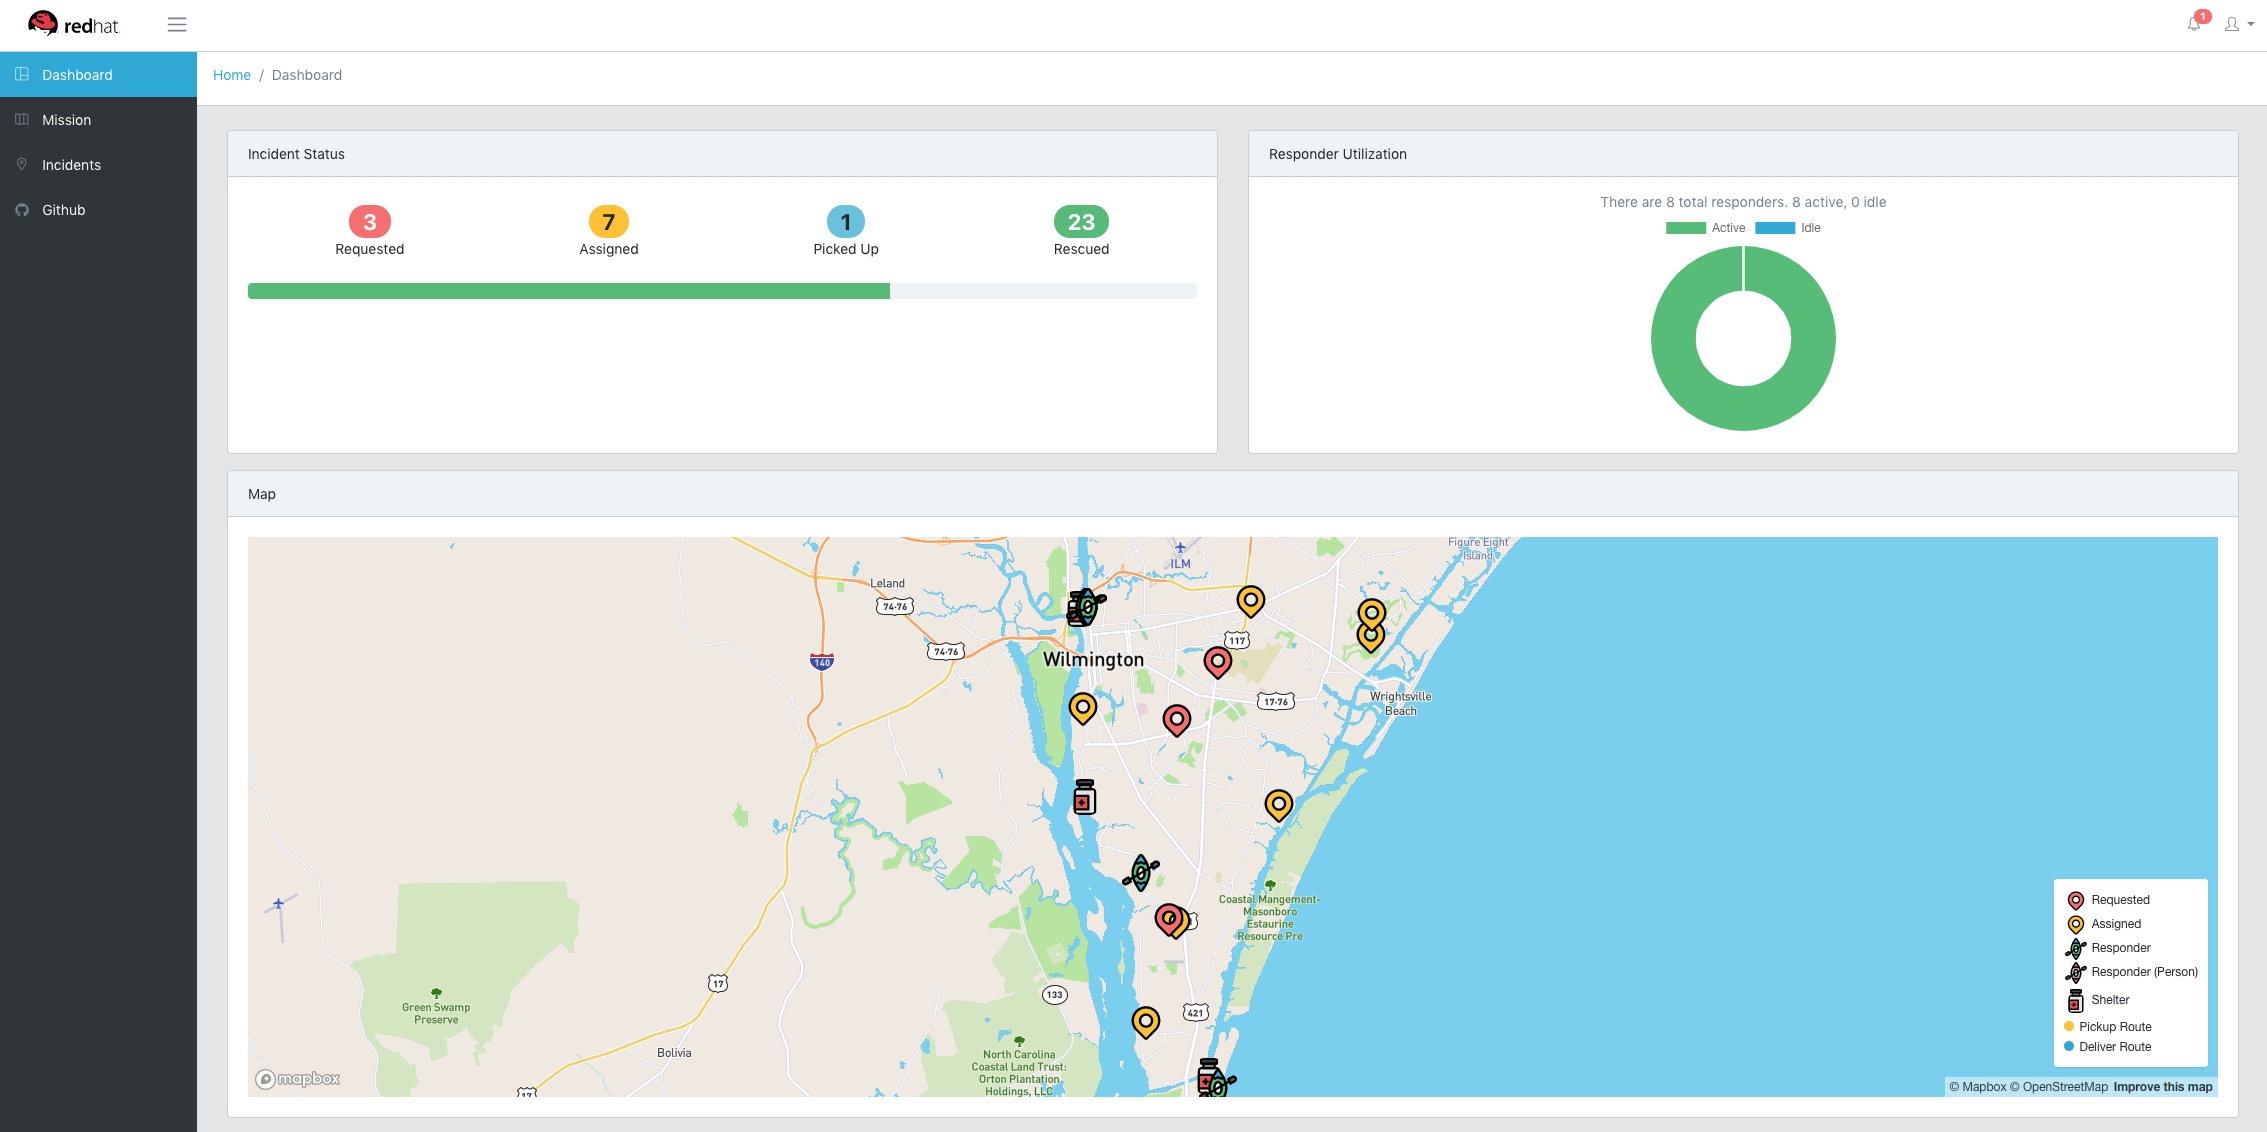 redhat
1
Dashboard
Mission
Incidents
Github
Home / Dashboard
Incident Status
3
Requested
7
Assigned
1
Picked Up
23
Rescued
Responder Utilization
There are 8 total responders. 8 active, 0 idle
Active
Idle
Map
Figure Eight
Island
ILM
Leland
74-76
74-76
140
117
Wilmington
17-76
Wrightsville
Beach
Coastal Mangement-
Masonboro
Estaurine
Resource Pre
Green Swamp
Preserve
17
133
421
Bolivia
North Carolina
Coastal Land Trust:
Orton Plantation
Holdings, LLC
17
mapbox
Requested
Assigned
Responder
Responder (Person)
Shelter
Pickup Route
Deliver Route
© Mapbox © OpenStreetMap Improve this map